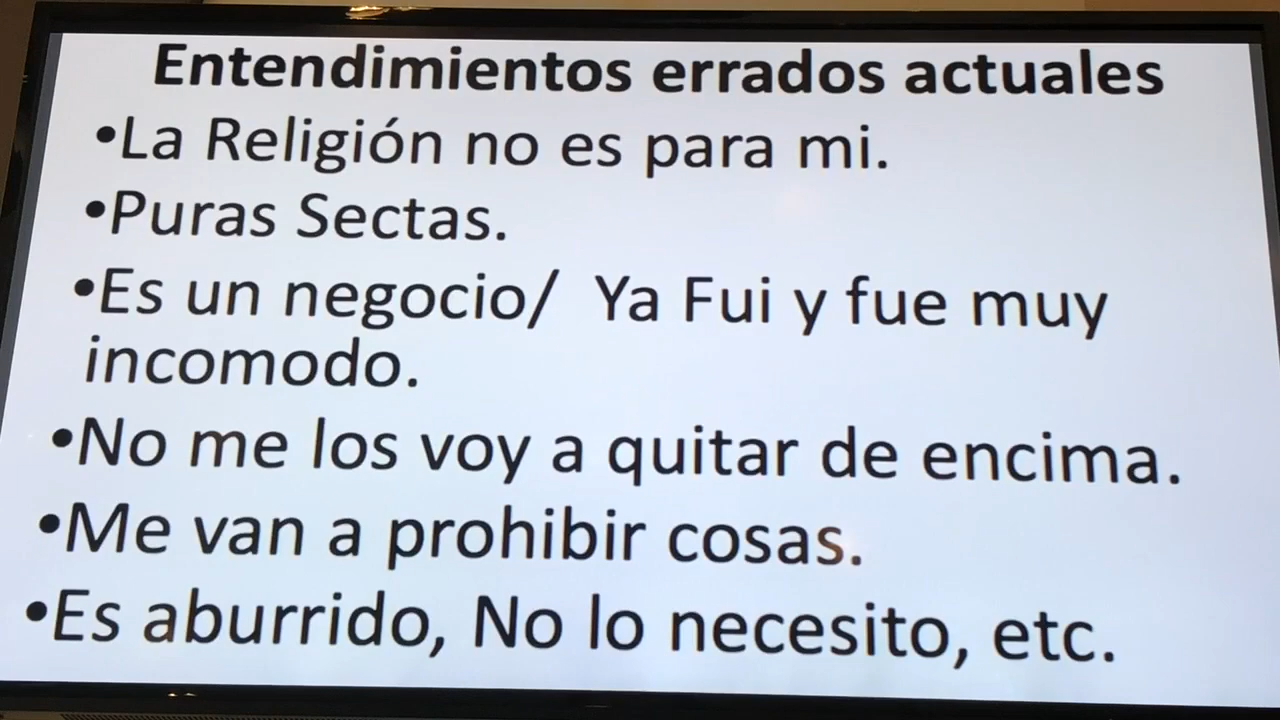 Entendimientos errados actuales
•La Religión no es para mi.
•Puras Sectas.
•Es un negocio/ Ya Fui y fue muy
incomodo.
•No me los voy a quitar de encima.
•Me van a prohibir cosas.
•Es aburrido, No lo necesito, etc.